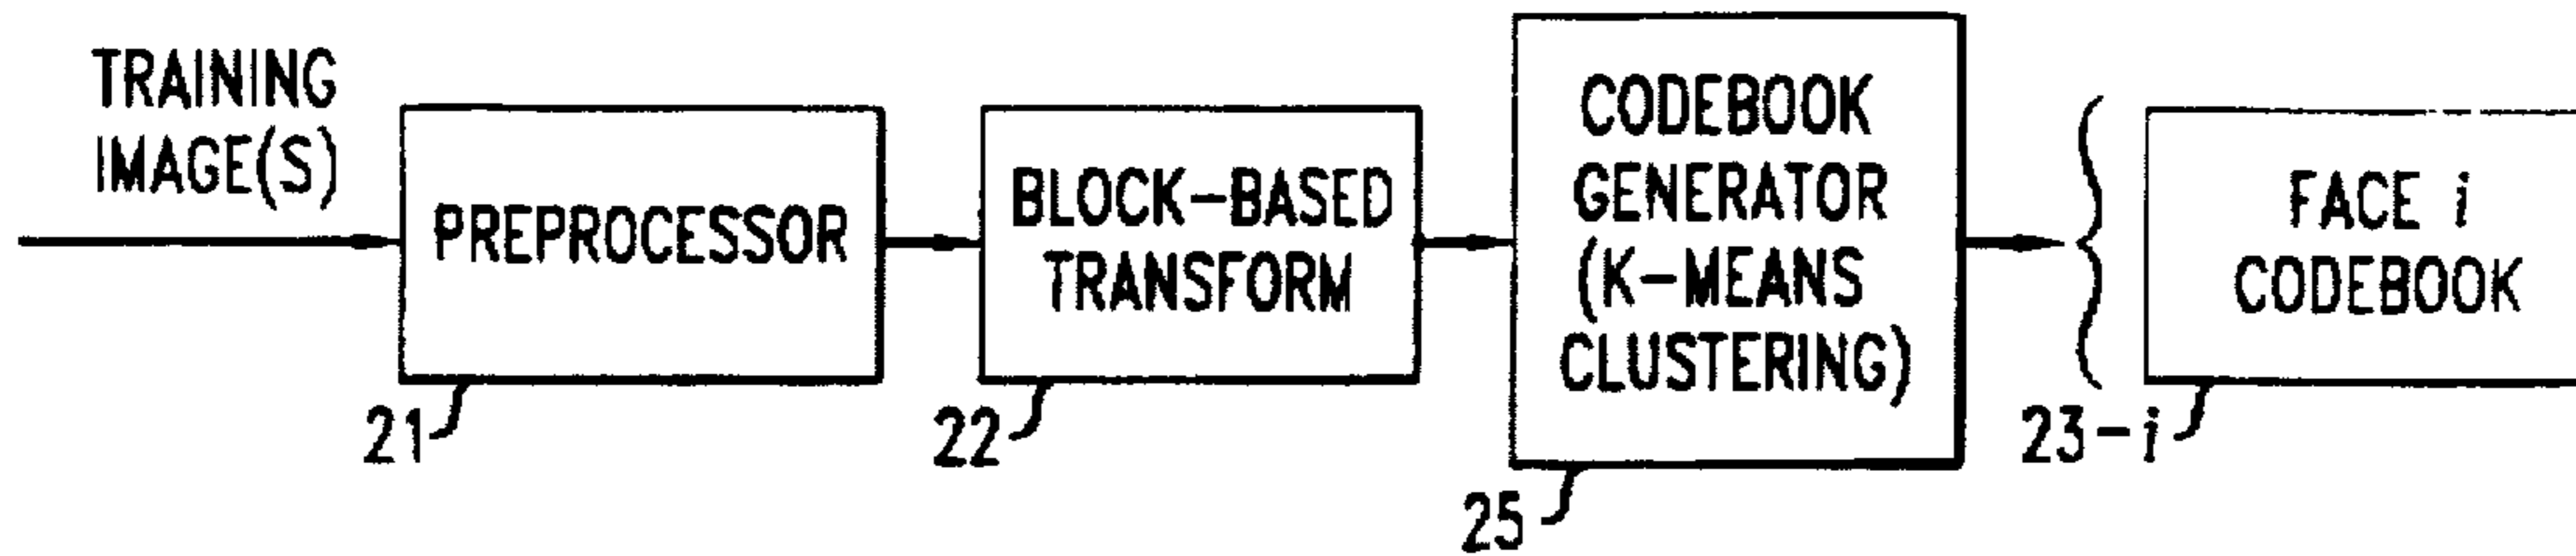 TRAINING
IMAGE(S)
PREPROCESSOR
21
BLOCK-BASED
TRANSFORM
22
CODEBOOK
GENERATOR
(K-MEANS
CLUSTERING)
25
FACE i
CODEBOOK
23-i